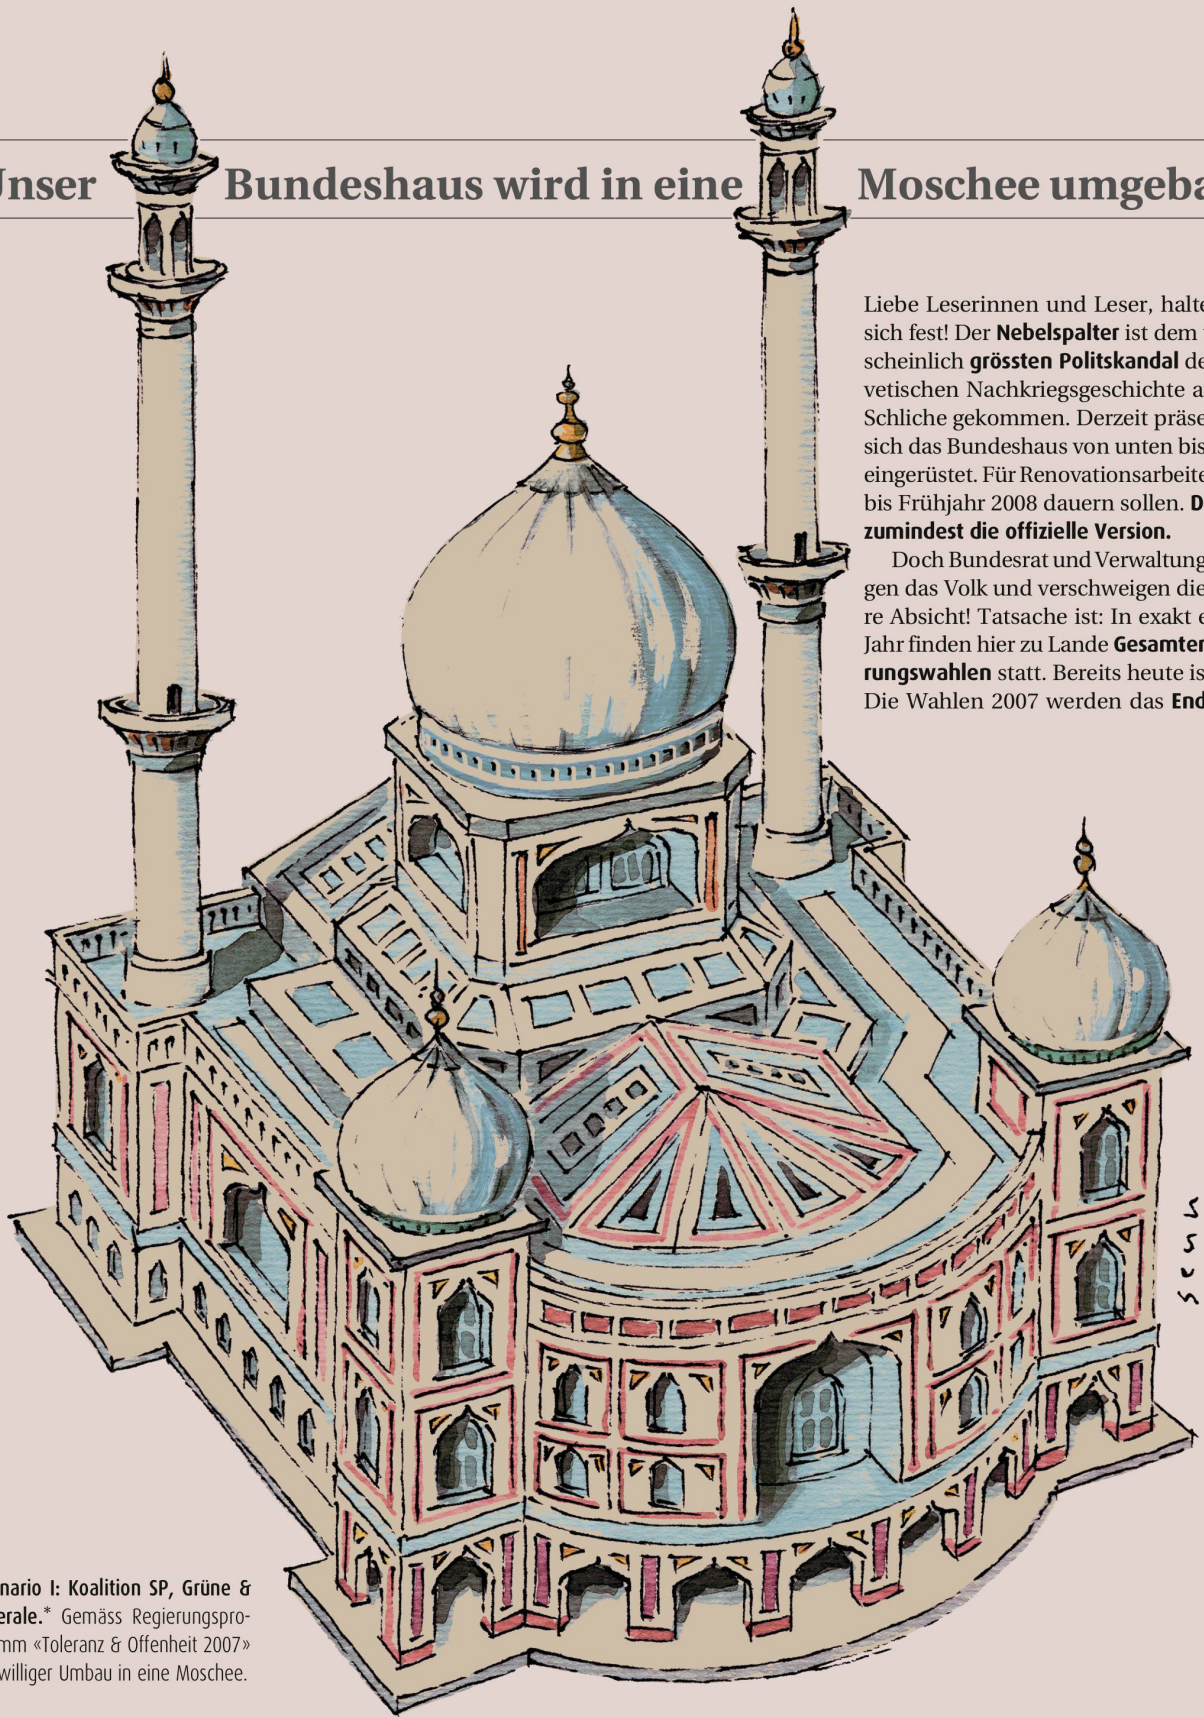 Unser Bundeshaus wird in eine Moschee umgeba
Liebe Leserinnen und Leser, halte
sich fest! Der Nebelspalter ist dem
scheinlich grössten Politskandal de
vetischen Nachkriegsgeschichte a
Schliche gekommen. Derzeit präse
sich das Bundeshaus von unten bis
eingerüstet. Für Renovationsarbeite
bis Frühjahr 2008 dauern sollen. D
zumindest die offizielle Version.
Doch Bundesrat und Verwaltung
gen das Volk und verschweigen die
re Absicht! Tatsache ist: In exakt e
Jahr finden hier zu Lande Gesamter
rungswahlen statt. Bereits heute is
Die Wahlen 2007 werden das End
scun
nario I: Koalition SP, Grüne &
erale.* Gemäss Regierungspro-
mm «Toleranz & Offenheit 2007»
williger Umbau in eine Moschee.